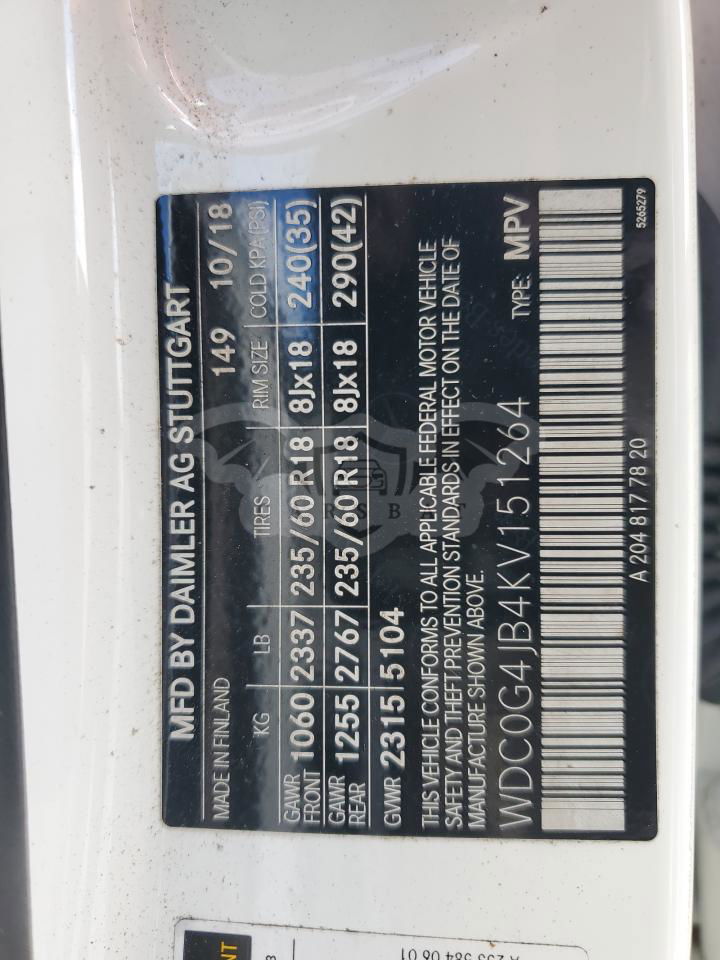 MFD BY DAIMLER AG STUTTGART
MADE IN FINLAND 149 10/18
KG LB TIRES RIM SIZE COLD KPA(PSI)
GAWR FRONT 1060 2337 235/60 R18 8Jx18 240(35)
GAWR REAR 1255 2767 235/60 R18 8Jx18 290(42)
GVWR 2315 5104
THIS VEHICLE CONFORMS TO ALL APPLICABLE FEDERAL MOTOR VEHICLE
SAFETY AND THEFT PREVENTION STANDARDS IN EFFECT ON THE DATE OF
MANUFACTURE SHOWN ABOVE.
WDC0G4JB4KV151264 TYPE: MPV
A 204 817 78 20
5265279